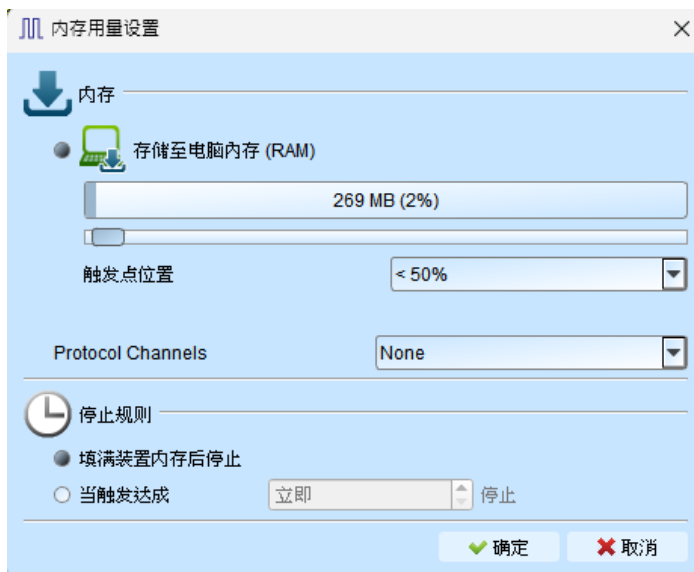 内存用量设置
内存
存储至电脑内存 (RAM)
269 MB (2%)
触发点位置 < 50%
Protocol Channels None
停止规则
填满装置内存后停止
当触发达成 立即 停止
确定 取消